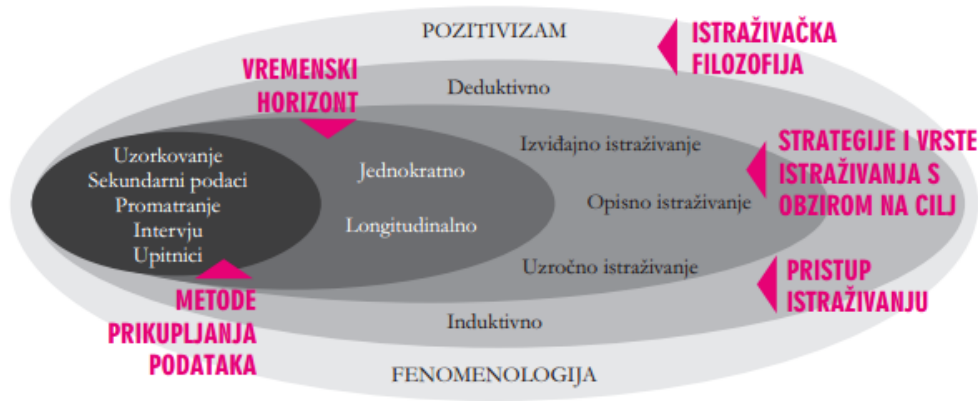 POZITIVIZAM
ISTRAŽIVAČKA
FILOZOFIJA
VREMENSKI
HORIZONT
Deduktivno
Uzorkovanje
Sekundarni podaci
Promatranje
Intervju
Upitnici
Jednokratno
Longitudinalno
Izviđajno istraživanje
Opisno istraživanje
Uzročno istraživanje
STRATEGIJE I VRSTE
ISTRAŽIVANJA S
OBZIROM NA CILJ
METODE
PRIKUPLJANJA
PODATAKA
PRISTUP
ISTRAŽIVANJU
Induktivno
FENOMENOLOGIJA